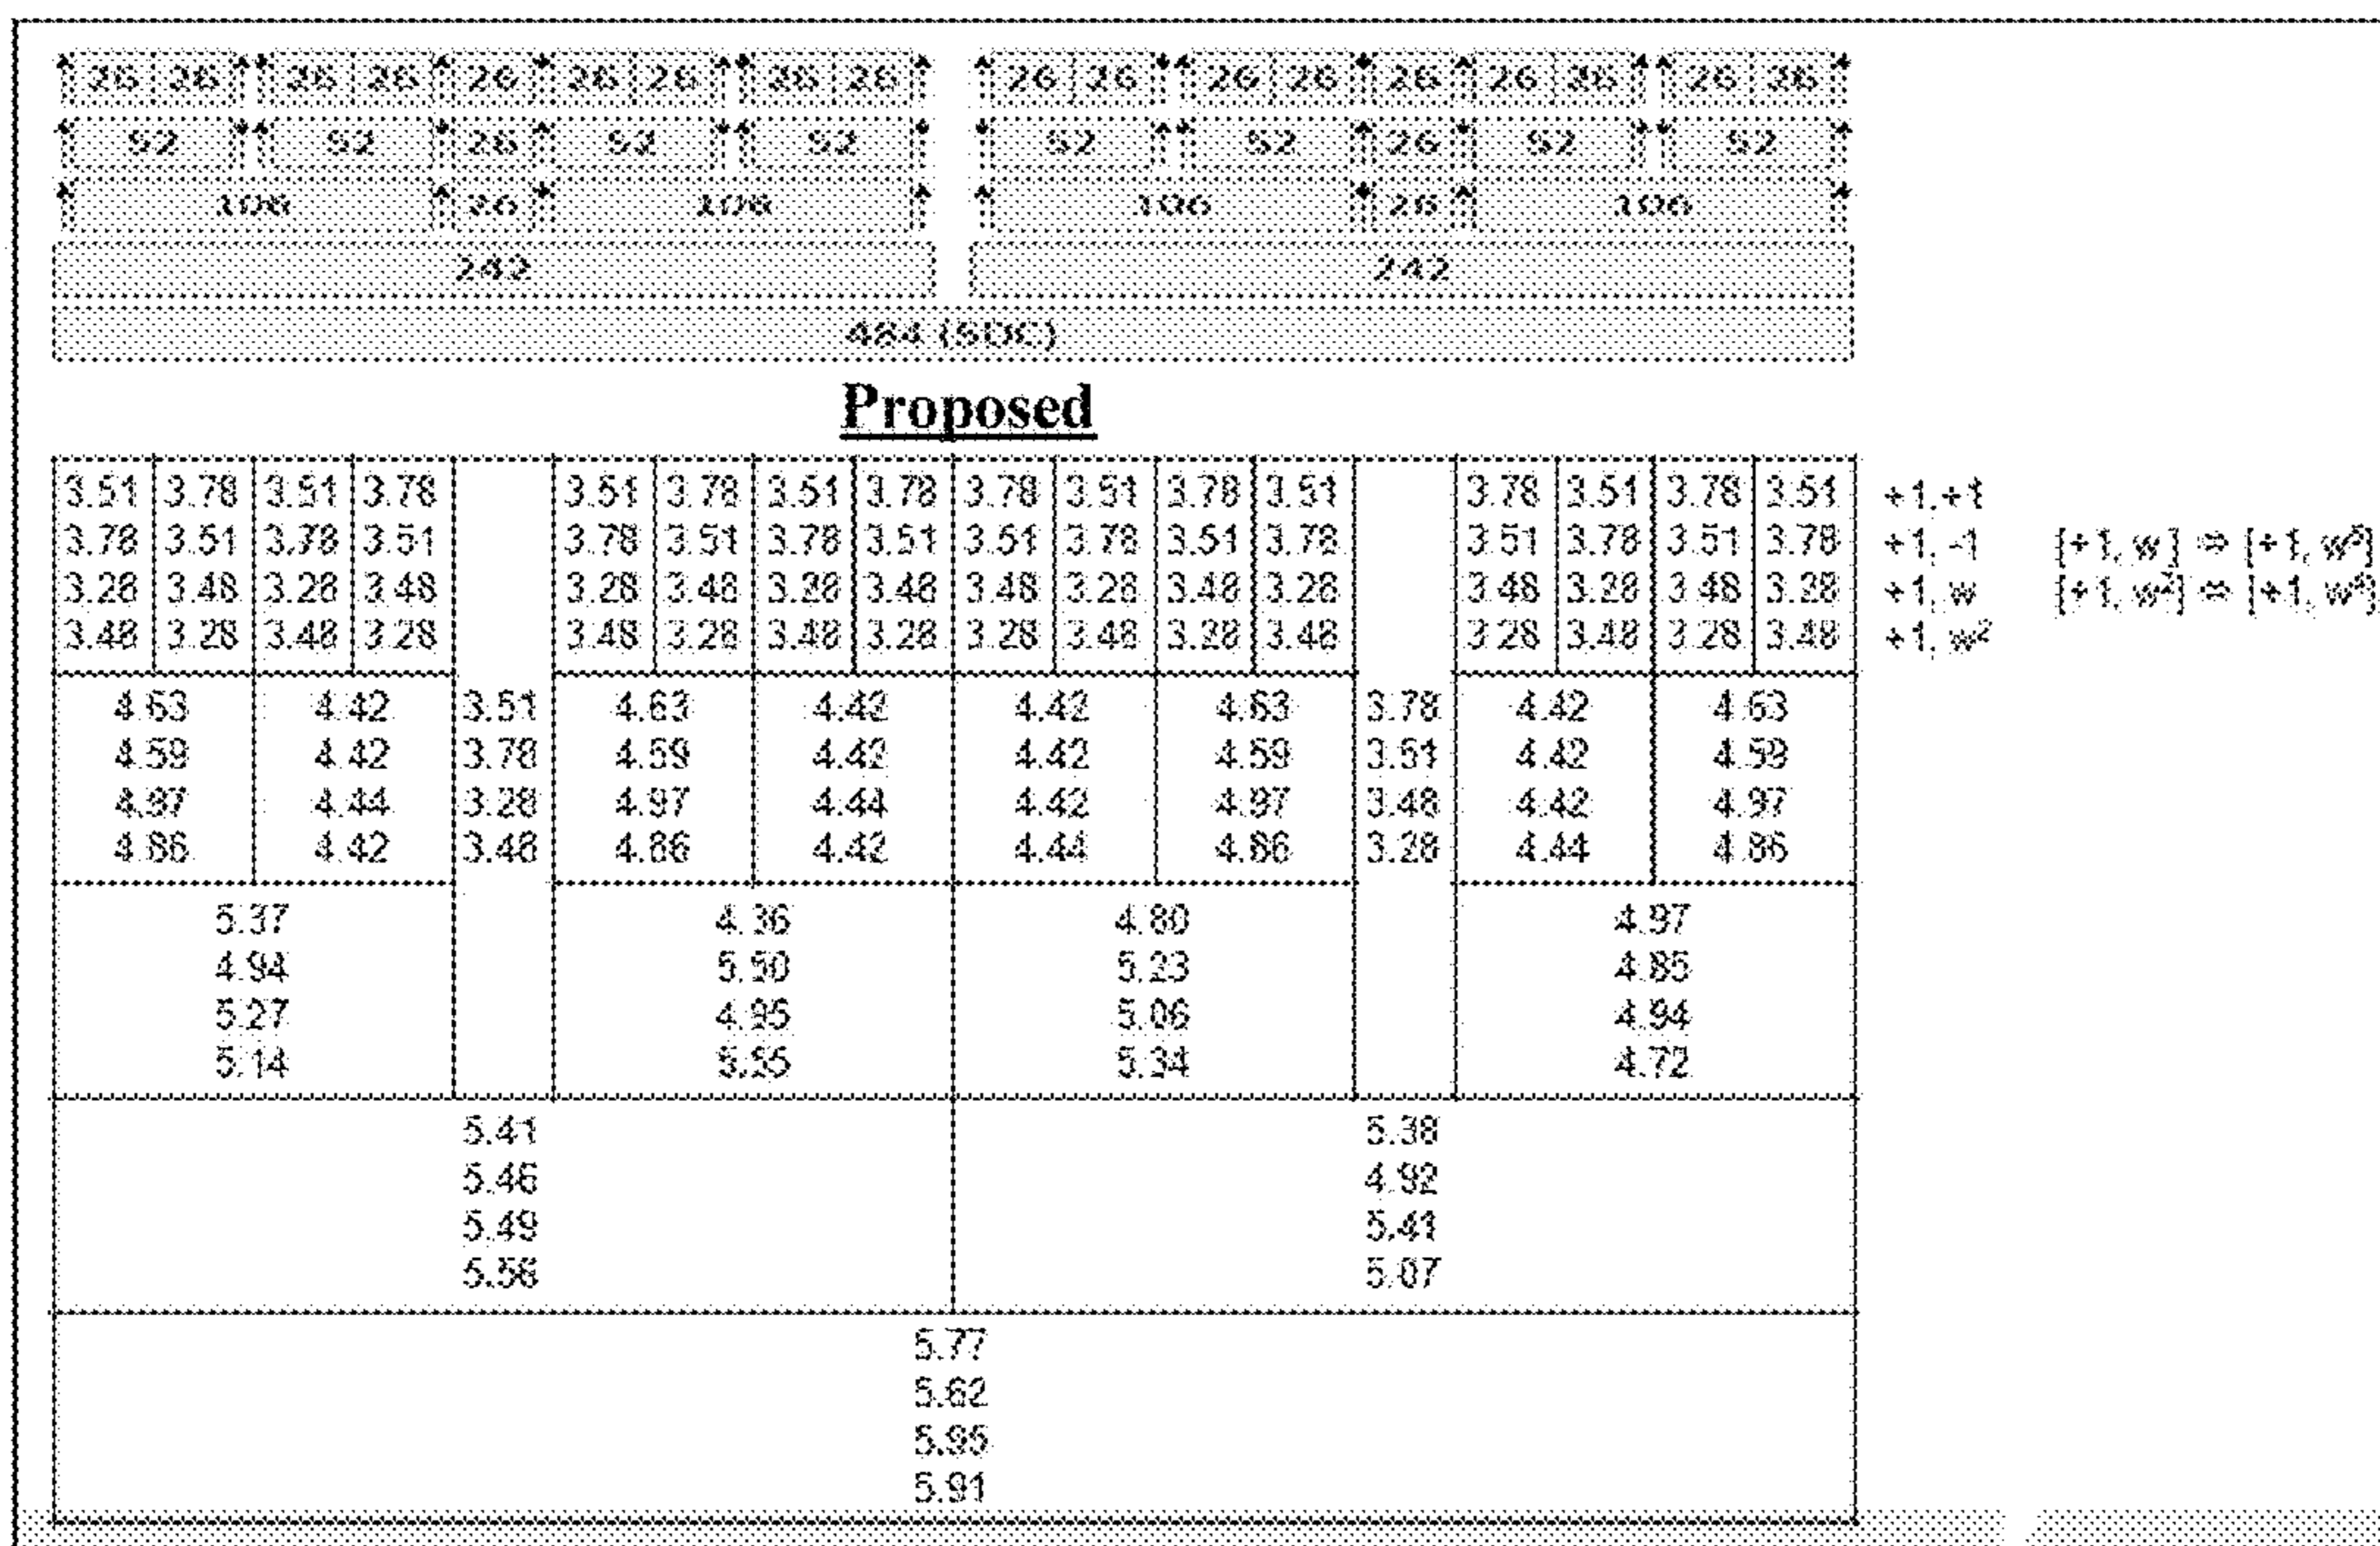 26 26 26 26 26 26 26 26 26 26 26 26 26 26 26 26 26 26
52 52 26 52 52 52 52 26 52 52
106 26 106 106 26 106
242 242
484 (5DC)
Proposed
3.51 3.78 3.51 3.78 3.51 3.78 3.51 3.78 3.78 3.51 3.78 3.51 3.78 3.51 3.78 3.51 +1,+1
3.78 3.51 3.78 3.51 3.78 3.51 3.78 3.51 3.51 3.78 3.51 3.78 3.51 3.78 3.51 3.78 +1, -1 [+1, w] ⇔ [+1, w⁵]
3.28 3.48 3.28 3.48 3.28 3.48 3.28 3.48 3.48 3.28 3.48 3.28 3.48 3.28 3.48 3.28 +1, w [+1, w²] ⇔ [+1, w⁴]
3.48 3.28 3.48 3.28 3.48 3.28 3.48 3.28 3.28 3.48 3.28 3.48 3.28 3.48 3.28 3.48 +1, w²
4.63 4.42 3.51 4.63 4.42 4.42 4.63 3.78 4.42 4.63
4.59 4.42 3.78 4.59 4.42 4.42 4.59 3.51 4.42 4.59
4.97 4.44 3.28 4.97 4.44 4.42 4.97 3.48 4.42 4.97
4.86 4.42 3.48 4.86 4.42 4.44 4.86 3.28 4.44 4.86
5.37 4.36 4.80 4.97
4.94 5.50 5.23 4.85
5.27 4.95 5.06 4.94
5.14 5.55 5.34 4.72
5.41 5.38
5.46 4.92
5.49 5.41
5.58 5.07
5.77
5.62
5.95
5.91